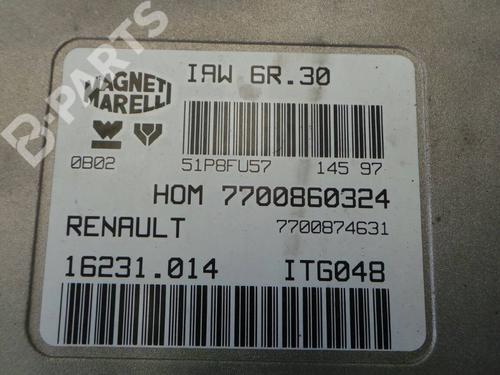 B-PARTS
MAGNETI
MARELLI
IAW 6R.30
0B02
51P8FU57
145 97
HOM 7700860324
RENAULT
7700874631
16231.014
ITG048